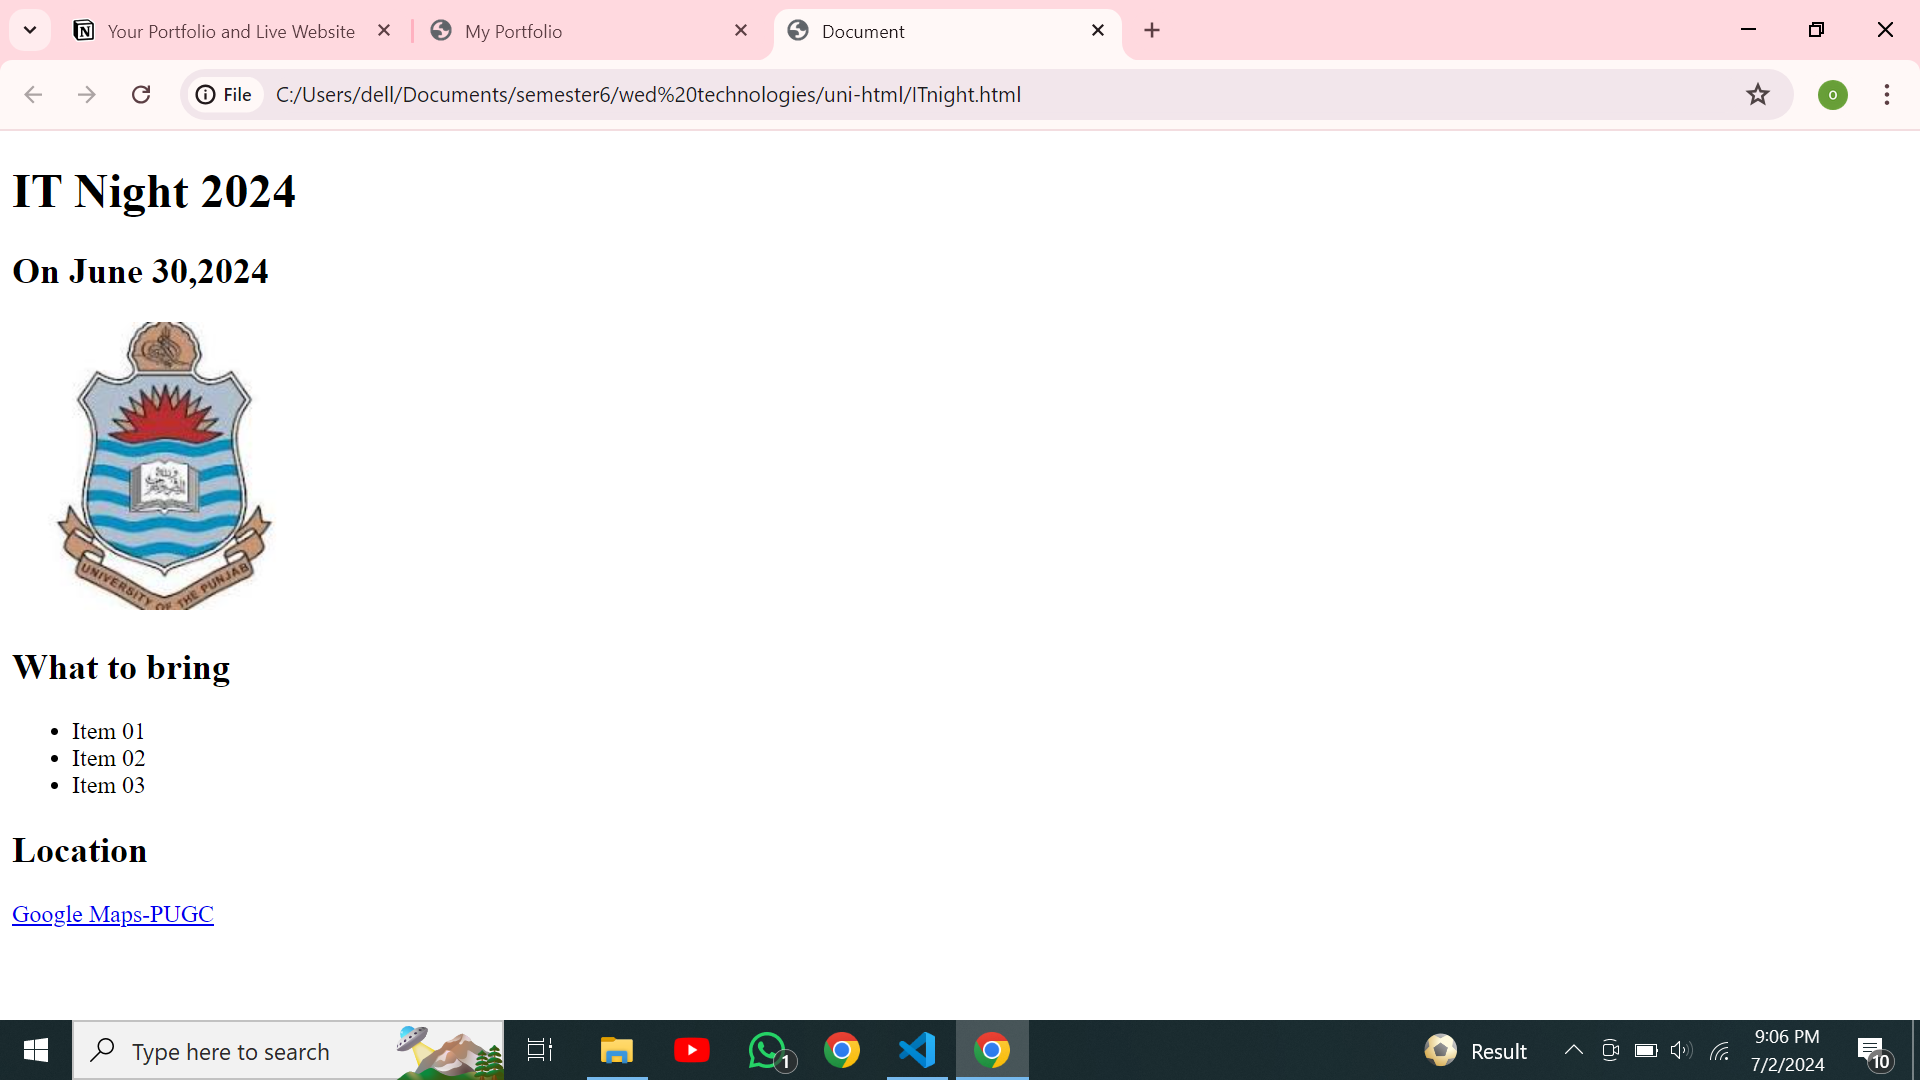 Your Portfolio and Live Website
My Portfolio
Document
File
C:/Users/dell/Documents/semester6/wed%20technologies/uni-html/ITnight.html
o
IT Night 2024
On June 30,2024
UNIVERSITY OF THE PUNJAB
What to bring
Item 01
Item 02
Item 03
Location
Google Maps-PUGC
Type here to search
1
Result
9:06 PM
7/2/2024
10